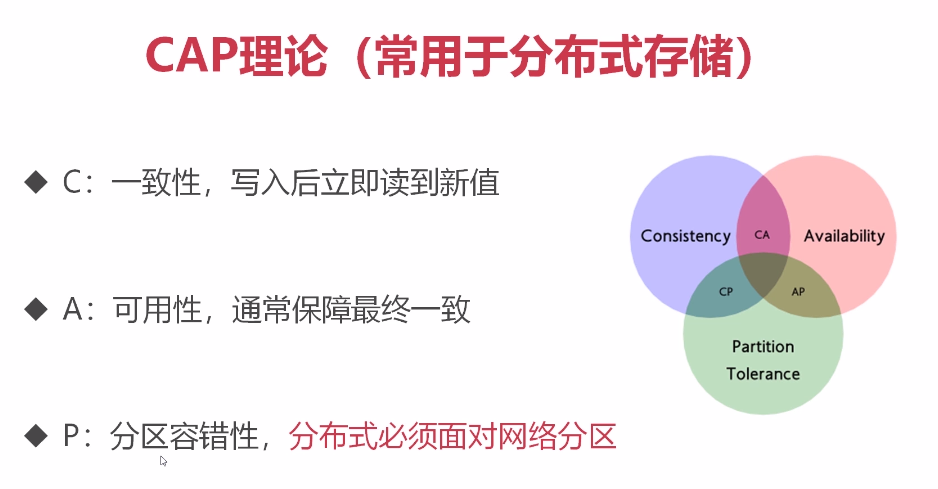 CAP理论（常用于分布式存储）
◆ C：一致性，写入后立即读到新值
◆ A：可用性，通常保障最终一致
◆ P：分区容错性，分布式必须面对网络分区
Consistency
CA
Availability
CP
AP
Partition
Tolerance